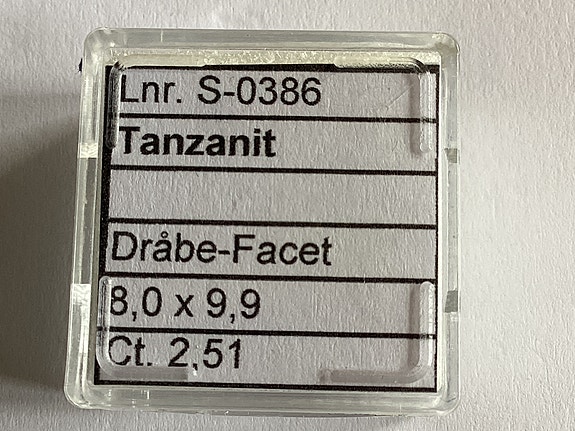 Lnr. S-0386
Tanzanit
Dråbe-Facet
8,0 x 9,9
Ct. 2,51